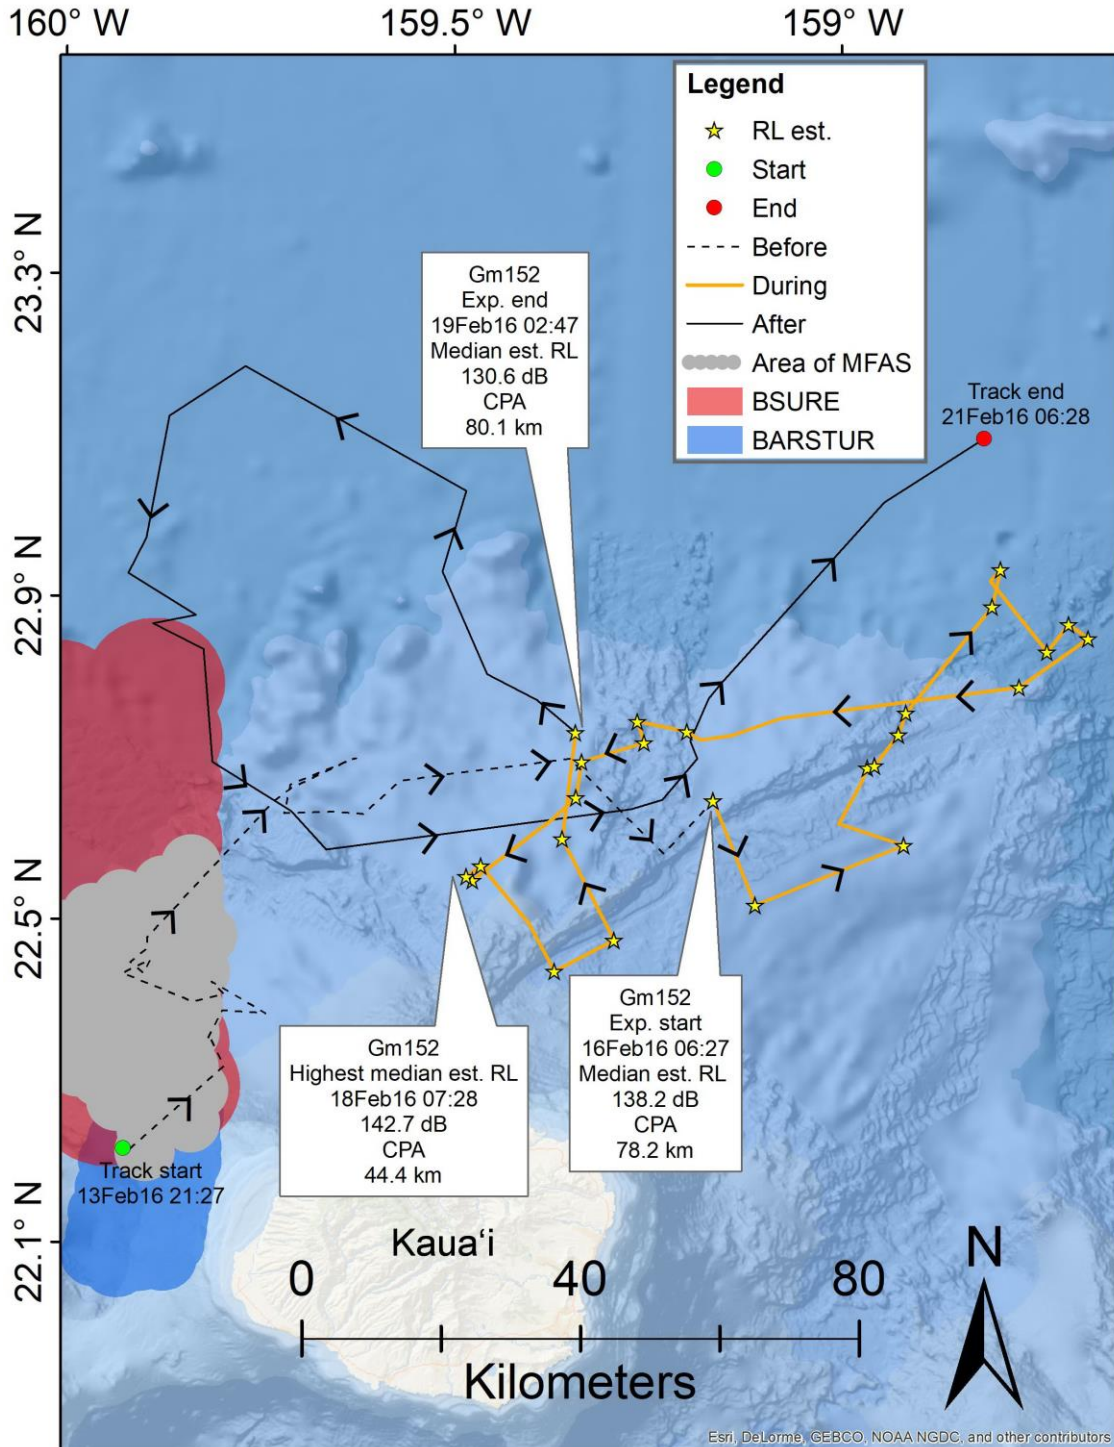 160° W
159.5° W
159° W
23.3° N
22.9° N
22.5° N
22.1° N
Legend
RL est.
Start
End
Before
During
After
Area of MFAS
BSURE
BARSTUR
Gm152
Exp. end
19Feb16 02:47
Median est. RL
130.6 dB
CPA
80.1 km
Track end
21Feb16 06:28
Gm152
Exp. start
16Feb16 06:27
Median est. RL
138.2 dB
CPA
78.2 km
Gm152
Highest median est. RL
18Feb16 07:28
142.7 dB
CPA
44.4 km
Track start
13Feb16 21:27
Kauaʻi
0 40 80
Kilometers
N
Esri, DeLorme, GEBCO, NOAA NGDC, and other contributors